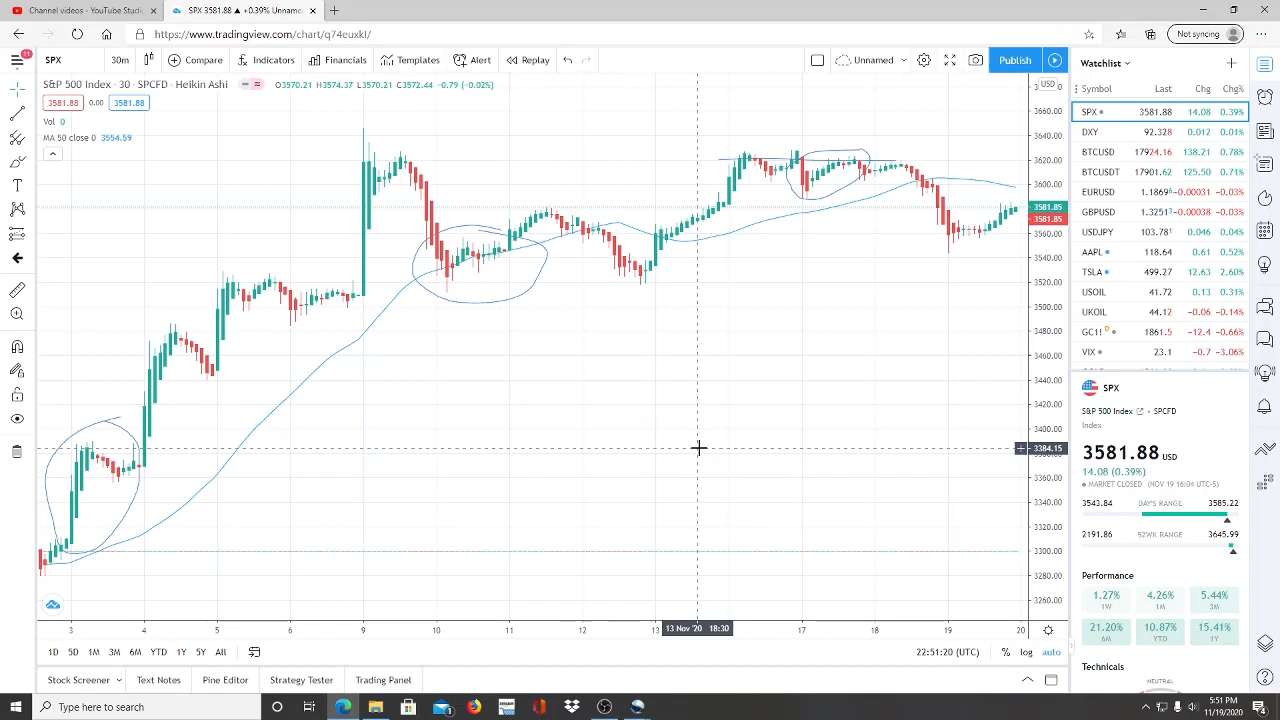 Channel videos - YouTube Studio
SPX 3581.88 ▲ +0.39% Unname
https://www.tradingview.com/chart/q74euxkl/
Not syncing
11
SPX 30m Compare Indicators Financials Templates Alert Replay Unnamed Publish
S&P 500 Index · 30 · SPCFD · Heikin Ashi O3570.21 H3574.37 L3570.21 C3572.44 -0.79 (-0.02%)
3581.88 0.00 3581.88
Vol 0
MA 50 close 0 3554.59
USD
3660.00
3640.00
3620.00
3600.00
3581.85
3581.85
3560.00
3540.00
3520.00
3500.00
3480.00
3460.00
3440.00
3420.00
3400.00
3384.15
3360.00
3340.00
3320.00
3300.00
3280.00
3260.00
3 4 5 6 9 10 11 12 13 13 Nov '20 18:30 17 18 19 20
1D 5D 1M 3M 6M YTD 1Y 5Y All 22:51:20 (UTC) % log auto
Stock Screener Text Notes Pine Editor Strategy Tester Trading Panel
Watchlist
Symbol Last Chg Chg%
SPX 3581.88 14.08 0.39%
DXY 92.328 0.012 0.01%
BTCUSD 17924.16 138.21 0.78%
BTCUSDT 17901.62 125.50 0.71%
EURUSD 1.18696 -0.00031 -0.03%
GBPUSD 1.32513 -0.00038 -0.03%
USDJPY 103.781 0.046 0.04%
AAPL 118.64 0.61 0.52%
TSLA 499.27 12.63 2.60%
USOIL 41.72 0.13 0.31%
UKOIL 44.12 -0.06 -0.14%
GC1! D 1861.5 -12.4 -0.66%
VIX 23.1 -0.7 -3.06%
SPX
S&P 500 Index · SPCFD
Index
3581.88 USD
14.08 (0.39%)
MARKET CLOSED (NOV 19 16:04 UTC-5)
3543.84 DAY'S RANGE 3585.22
2191.86 52WK RANGE 3645.99
Performance
1.27% 4.26% 5.44%
1W 1M 3M
21.20% 10.87% 15.41%
6M YTD 1Y
Technicals
NEUTRAL
Type here to search
5:51 PM
11/19/2020